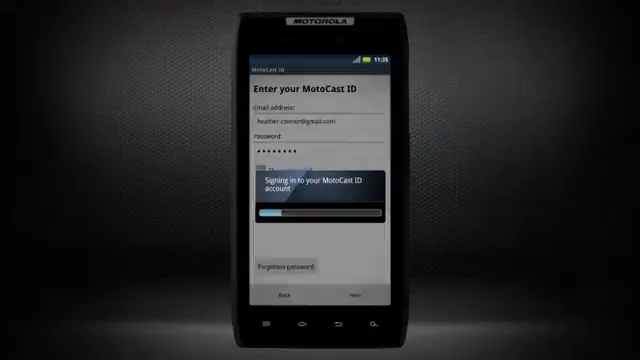 MOTOROLA
11:35
MotoCast ID
Enter your MotoCast ID
Email address:
heather.connor@gmail.com
Password:
Signing in to your MotoCast ID
account
Forgotten password
Back
Next